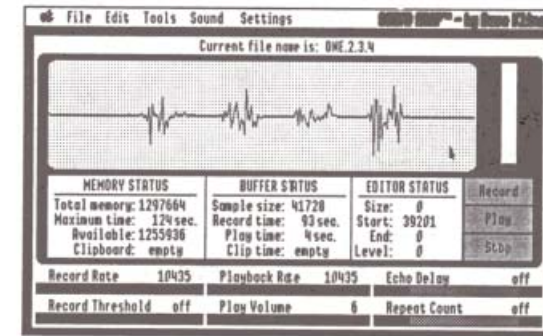 File Edit Tools Sound Settings
Current file name is: ONE.2.3.4
MEMORY STATUS
Total memory: 1297664
Maximum time: 124 sec.
Available: 1255936
Clipboard: empty
BUFFER STATUS
Sample size: 41728
Record time: 93 sec.
Play time: 4 sec.
Clip time: empty
EDITOR STATUS
Size: 0
Start: 39201
End: 0
Level: 0
Record
Play
Stop
Record Rate 10435 Playback Rate 10435 Echo Delay off
Record Threshold off Play Volume 6 Repeat Count off